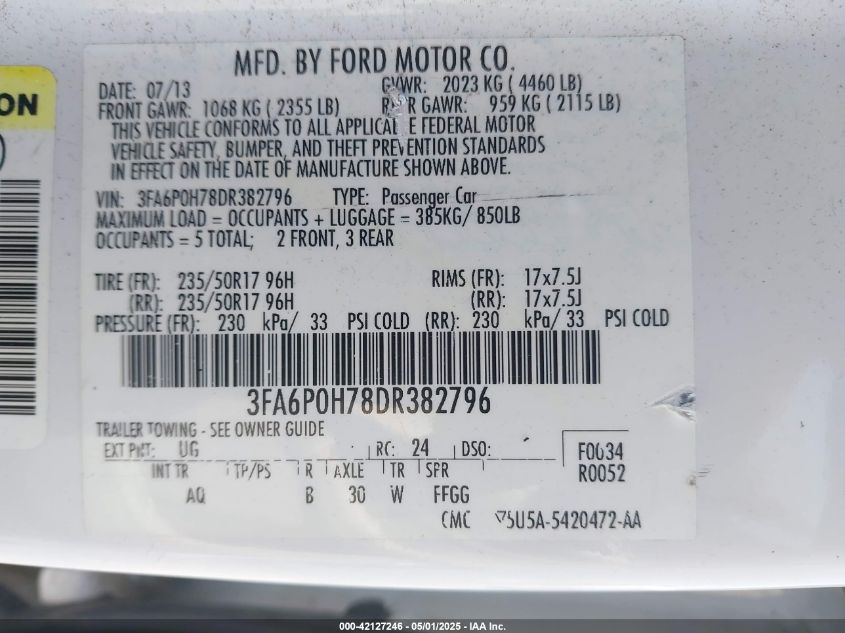 ON
MFD. BY FORD MOTOR CO.
DATE: 07/13 GVWR: 2023 KG ( 4460 LB)
FRONT GAWR: 1068 KG ( 2355 LB) GAWR: 959 KG ( 2115 LB)
THIS VEHICLE CONFORMS TO ALL APPLICABLE FEDERAL MOTOR
VEHICLE SAFETY, BUMPER, AND THEFT PREVENTION STANDARDS
IN EFFECT ON THE DATE OF MANUFACTURE SHOWN ABOVE.
VIN: 3FA6P0H78DR382796 TYPE: Passenger Car
MAXIMUM LOAD = OCCUPANTS + LUGGAGE = 385KG/ 850LB
OCCUPANTS = 5 TOTAL; 2 FRONT, 3 REAR
TIRE (FR): 235/50R17 96H RIMS (FR): 17x7.5J
(RR): 235/50R17 96H (RR): 17x7.5J
PRESSURE (FR): 230 kPa/ 33 PSI COLD (RR): 230 kPa/ 33 PSI COLD
3FA6P0H78DR382796
TRAILER TOWING - SEE OWNER GUIDE
EXT PNT: UG RC: 24 DSO: F0034
INT TR TP/PS R AXLE TR SPR R0052
AQ B 30 W FFGG
CMC 5U5A-5420472-AA
000-42127246 - 05/01/2025 - IAA Inc.